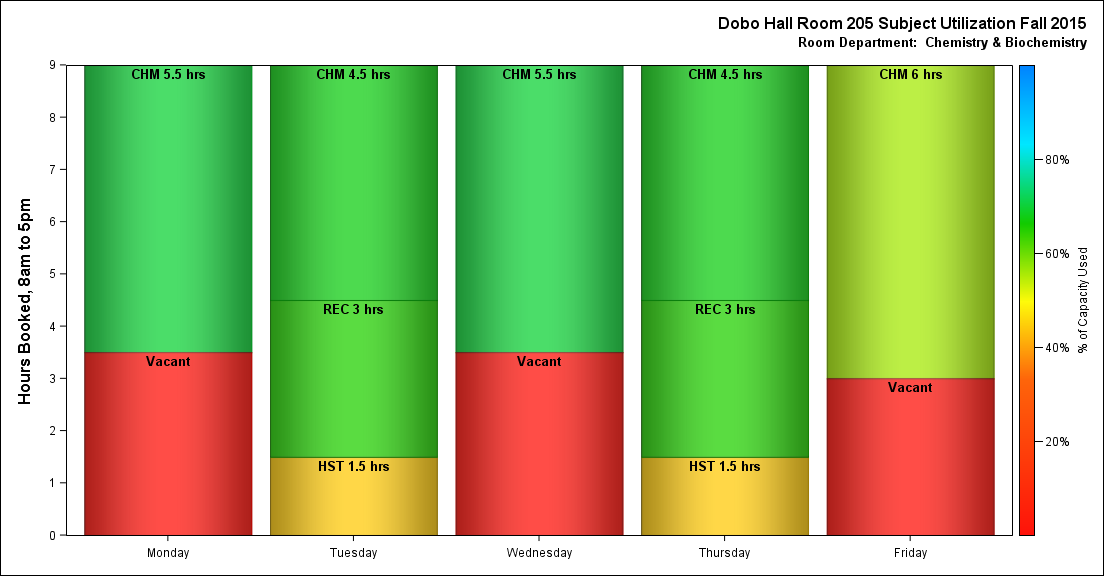 Dobo Hall Room 205 Subject Utilization Fall 2015
Room Department:  Chemistry & Biochemistry
Hours Booked, 8am to 5pm
9
8
7
6
5
4
3
2
1
0
CHM 5.5 hrs
Vacant
CHM 4.5 hrs
REC 3 hrs
HST 1.5 hrs
CHM 5.5 hrs
Vacant
CHM 4.5 hrs
REC 3 hrs
HST 1.5 hrs
CHM 6 hrs
Vacant
Monday
Tuesday
Wednesday
Thursday
Friday
80%
60%
40%
20%
% of Capacity Used